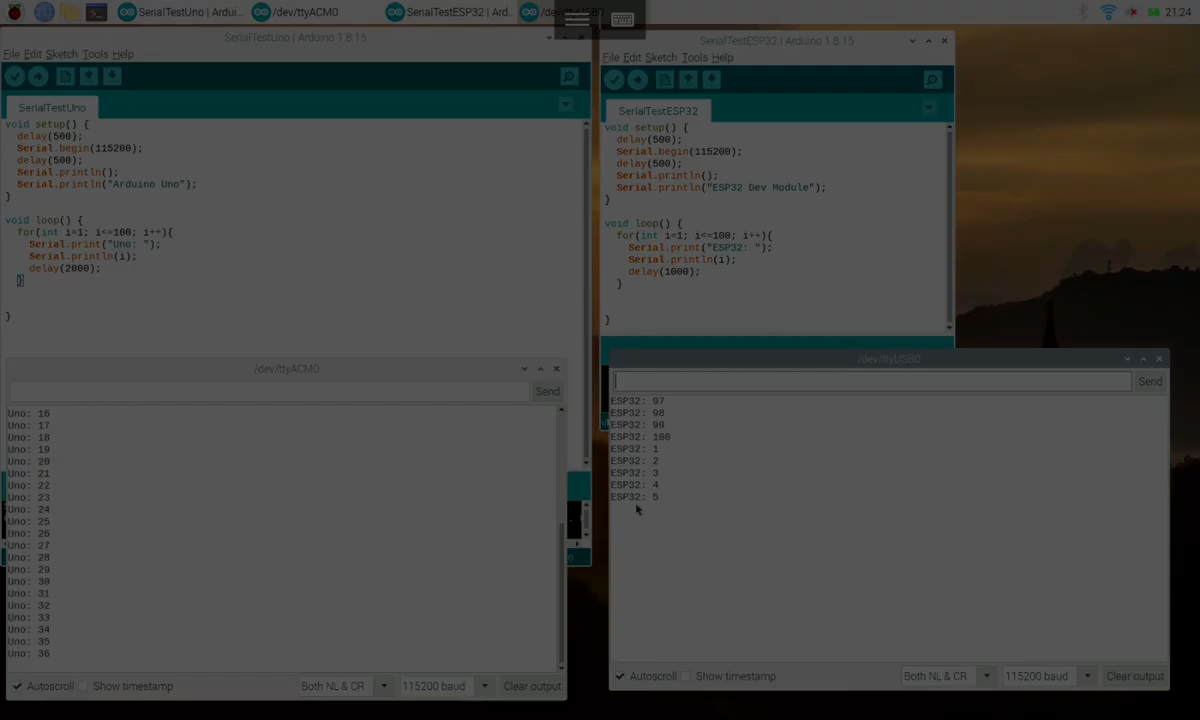 SerialTestUno | Ardui...
/dev/ttyACM0
SerialTestESP32 | Ard..
58
21:24
SerialTestUno | Arduino 1.8.15
File Edit Sketch Tools Help
SerialTestUno
void setup() {
delay(500);
Serial.begin(115200);
delay(500);
Serial.println();
Serial.println("Arduino Uno");
}
void loop() {
for(int i=1; i<=100; i++){
Serial.print("Uno: ");
Serial.println(i);
delay(2000);
}
}
/dev/ttyACM0
Send
Uno: 16
Uno: 17
Uno: 18
Uno: 19
Uno: 20
Uno: 21
Uno: 22
Uno: 23
Uno: 24
Uno: 25
Uno: 26
Uno: 27
Uno: 28
Uno: 29
Uno: 30
Uno: 31
Uno: 32
Uno: 33
Uno: 34
Uno: 35
Uno: 36
Autoscroll Show timestamp Both NL & CR 115200 baud Clear output
SerialTestESP32 | Arduino 1.8.15
File Edit Sketch Tools Help
SerialTestESP32
void setup() {
delay(500);
Serial.begin(115200);
delay(500);
Serial.println();
Serial.println("ESP32 Dev Module");
}
void loop() {
for(int i=1; i<=100; i++){
Serial.print("ESP32: ");
Serial.println(i);
delay(1000);
}
}
/dev/ttyUSB0
Send
ESP32: 97
ESP32: 98
ESP32: 99
ESP32: 100
ESP32: 1
ESP32: 2
ESP32: 3
ESP32: 4
ESP32: 5
Autoscroll Show timestamp Both NL & CR 115200 baud Clear output